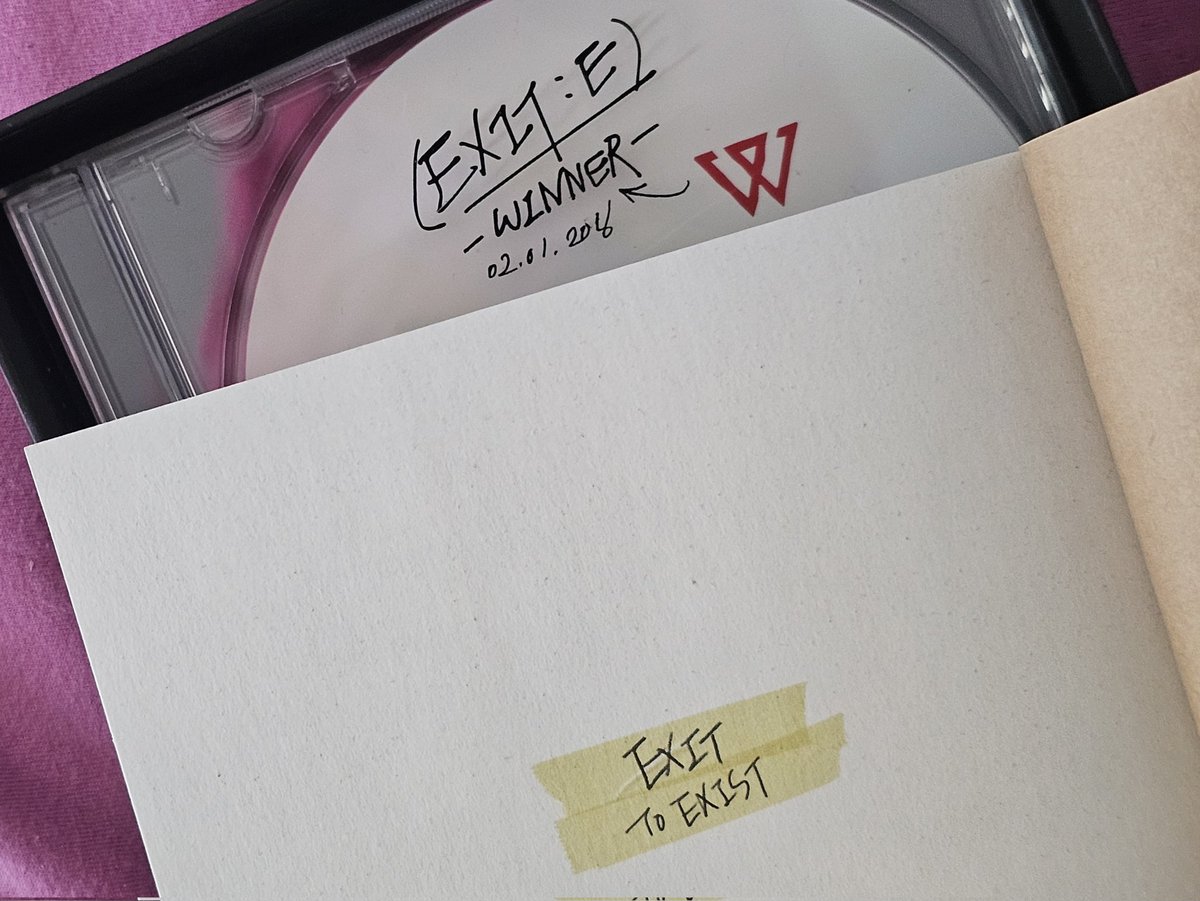 (EXIT:E)
-WINNER-
02.01.2016
W
EXIT
TO EXIST